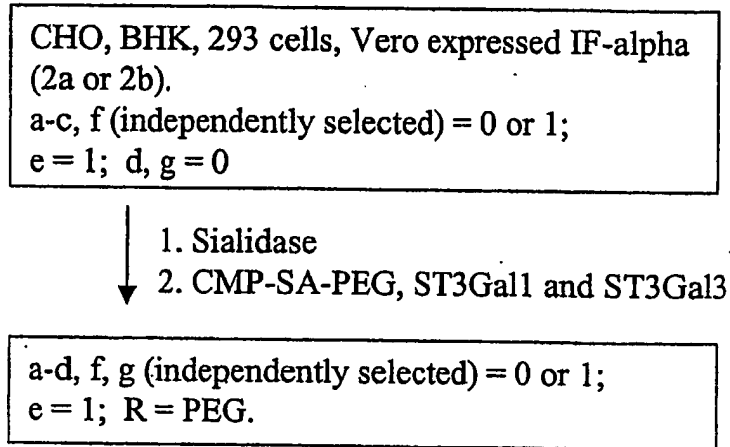 CHO, BHK, 293 cells, Vero expressed IF-alpha
(2a or 2b).
a-c, f (independently selected) = 0 or 1;
e = 1; d, g = 0
1. Sialidase
2. CMP-SA-PEG, ST3Gal1 and ST3Gal3
a-d, f, g (independently selected) = 0 or 1;
e = 1; R = PEG.